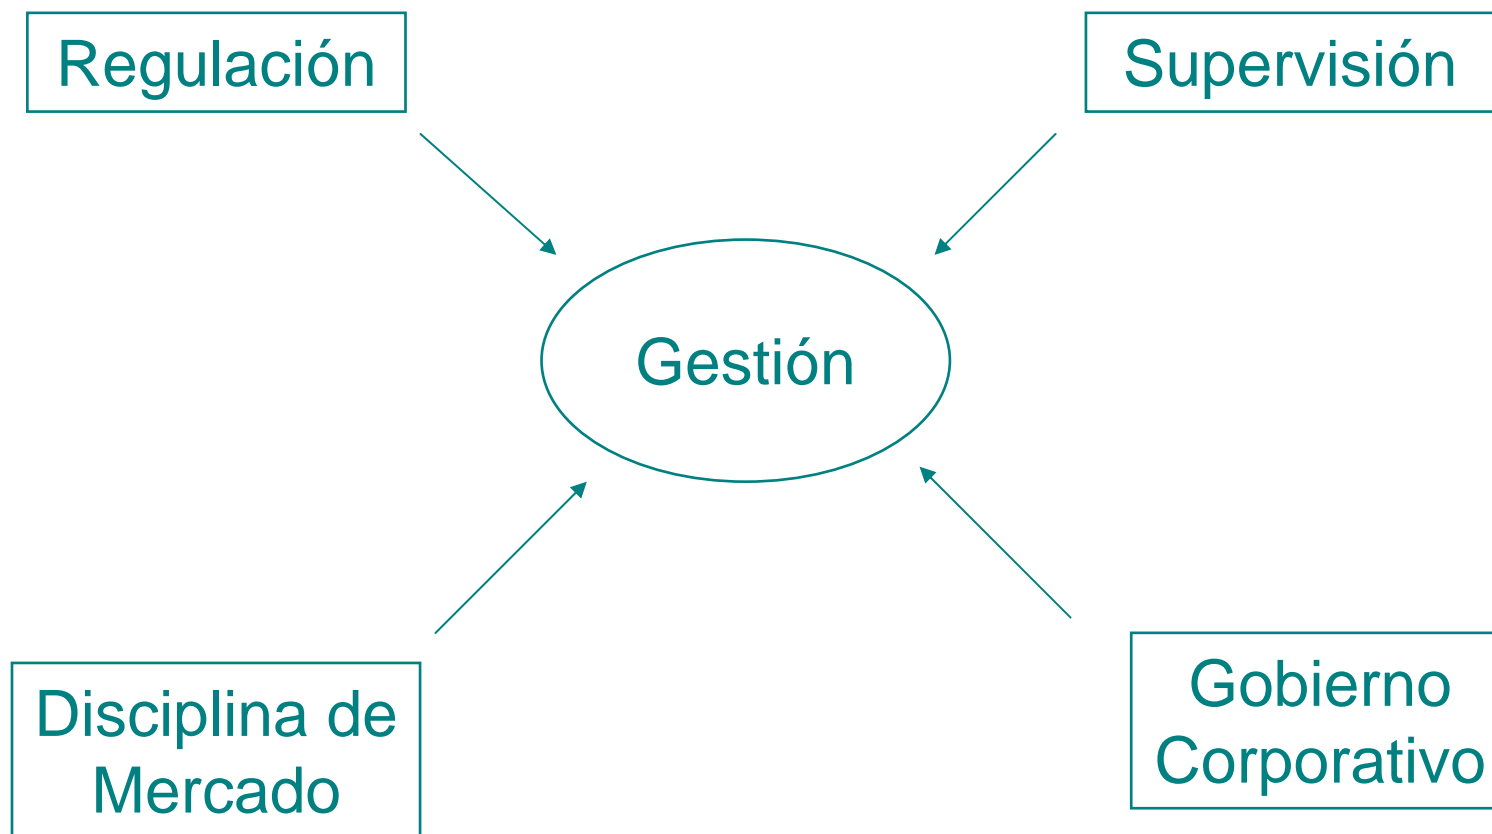 Regulación
Supervisión
Gestión
Disciplina de
Mercado
Gobierno
Corporativo